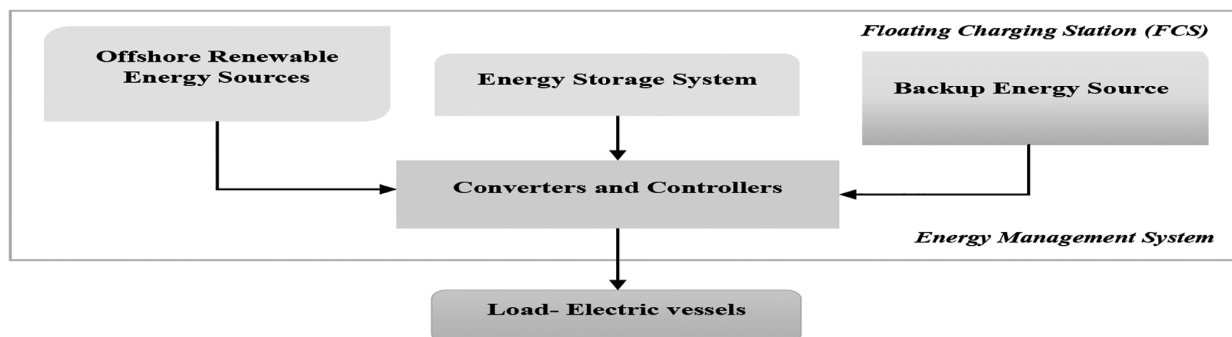 Offshore Renewable
Energy Sources
Energy Storage System
Floating Charging Station (FCS)
Backup Energy Source
Converters and Controllers
Energy Management System
Load- Electric vessels